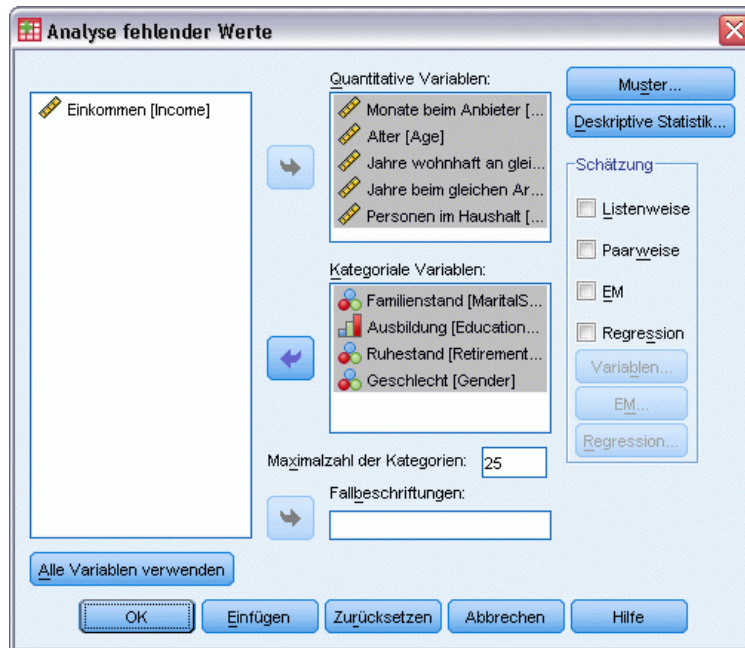 Analyse fehlender Werte
Einkommen [Income]
Quantitative Variablen:
Monate beim Anbieter [...
Alter [Age]
Jahre wohnhaft an glei...
Jahre beim gleichen Ar...
Personen im Haushalt [...
Kategoriale Variablen:
Familienstand [MaritalS...
Ausbildung [Education...
Ruhestand [Retirement...
Geschlecht [Gender]
Maximalzahl der Kategorien: 25
Fallbeschriftungen:
Muster...
Deskriptive Statistik...
Schätzung
Listenweise
Paarweise
EM
Regression
Variablen...
EM...
Regression...
Alle Variablen verwenden
OK Einfügen Zurücksetzen Abbrechen Hilfe